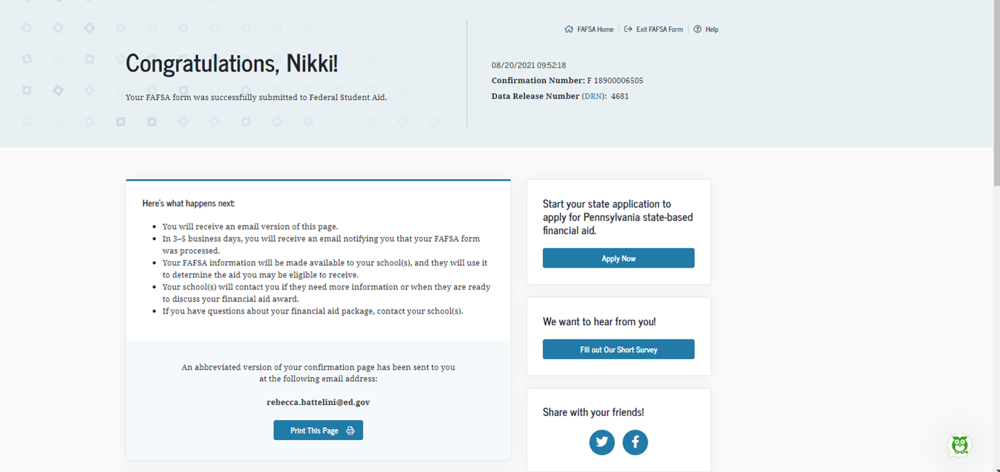 FAFSA Home
Exit FAFSA Form
Help
Congratulations, Nikki!
Your FAFSA form was successfully submitted to Federal Student Aid.
08/20/2021 09:52:18
Confirmation Number: F 18900006505
Data Release Number (DRN): 4681
Here's what happens next:
• You will receive an email version of this page.
• In 3–5 business days, you will receive an email notifying you that your FAFSA form
was processed.
• Your FAFSA information will be made available to your school(s), and they will use it
to determine the aid you may be eligible to receive.
• Your school(s) will contact you if they need more information or when they are ready
to discuss your financial aid award.
• If you have questions about your financial aid package, contact your school(s).
An abbreviated version of your confirmation page has been sent to you
at the following email address:
rebecca.battelini@ed.gov
Print This Page
Start your state application to
apply for Pennsylvania state-based
financial aid.
Apply Now
We want to hear from you!
Fill out Our Short Survey
Share with your friends!